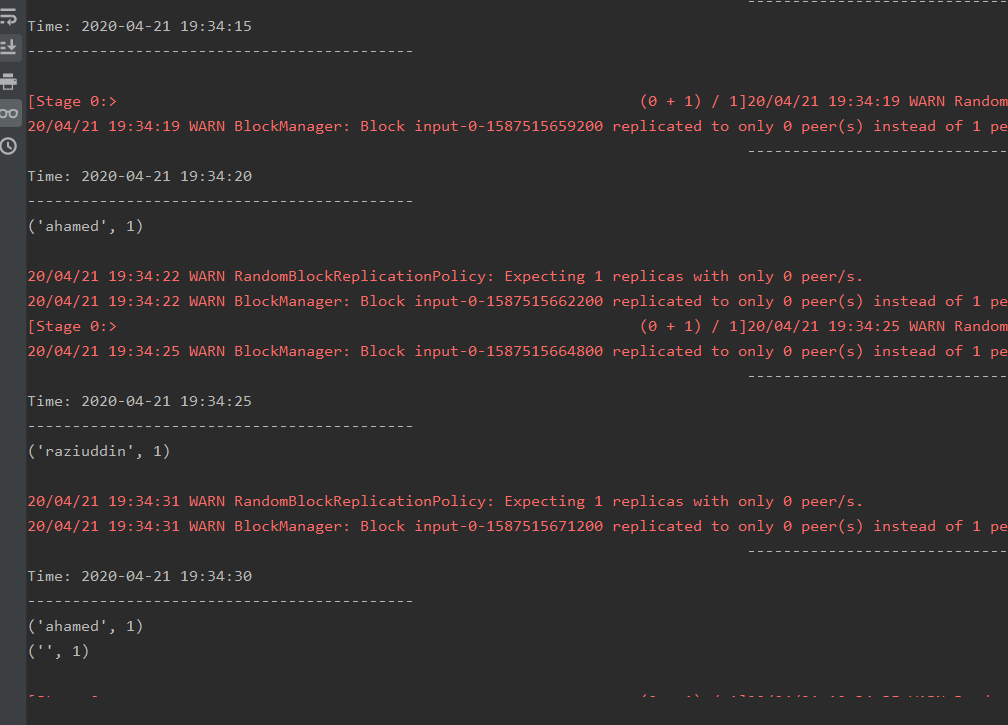 -----------------------------
Time: 2020-04-21 19:34:15
-------------------------------------------
[Stage 0:> (0 + 1) / 1]20/04/21 19:34:19 WARN Random
20/04/21 19:34:19 WARN BlockManager: Block input-0-1587515659200 replicated to only 0 peer(s) instead of 1 pe
-----------------------------
Time: 2020-04-21 19:34:20
-------------------------------------------
('ahamed', 1)
20/04/21 19:34:22 WARN RandomBlockReplicationPolicy: Expecting 1 replicas with only 0 peer/s.
20/04/21 19:34:22 WARN BlockManager: Block input-0-1587515662200 replicated to only 0 peer(s) instead of 1 pe
[Stage 0:> (0 + 1) / 1]20/04/21 19:34:25 WARN Random
20/04/21 19:34:25 WARN BlockManager: Block input-0-1587515664800 replicated to only 0 peer(s) instead of 1 pe
-----------------------------
Time: 2020-04-21 19:34:25
-------------------------------------------
('raziuddin', 1)
20/04/21 19:34:31 WARN RandomBlockReplicationPolicy: Expecting 1 replicas with only 0 peer/s.
20/04/21 19:34:31 WARN BlockManager: Block input-0-1587515671200 replicated to only 0 peer(s) instead of 1 pe
-----------------------------
Time: 2020-04-21 19:34:30
-------------------------------------------
('ahamed', 1)
('', 1)